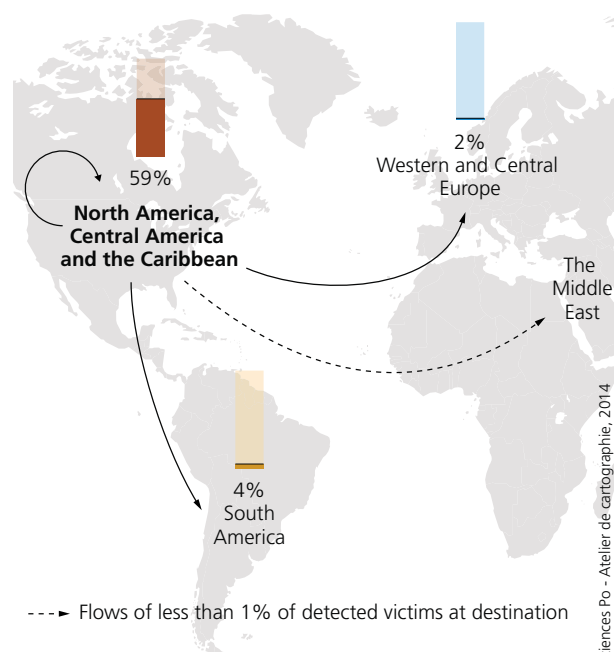 59%
North America,
Central America
and the Caribbean
2%
Western and Central
Europe
The
Middle
East
4%
South
America
Flows of less than 1% of detected victims at destination
Po - Atelier de cartographie, 2014